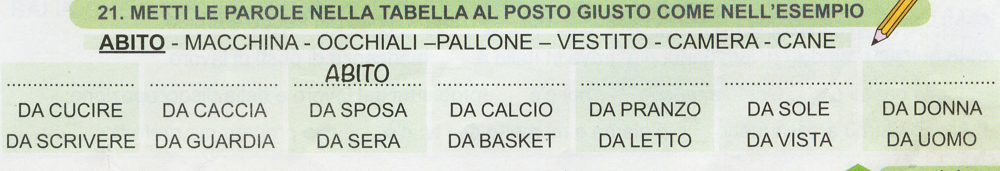 21. METTI LE PAROLE NELLA TABELLA AL POSTO GIUSTO COME NELL'ESEMPIO
ABITO - MACCHINA - OCCHIALI –PALLONE – VESTITO - CAMERA - CANE
ABITO
DA CUCIRE DA CACCIA DA SPOSA DA CALCIO DA PRANZO DA SOLE DA DONNA
DA SCRIVERE DA GUARDIA DA SERA DA BASKET DA LETTO DA VISTA DA UOMO